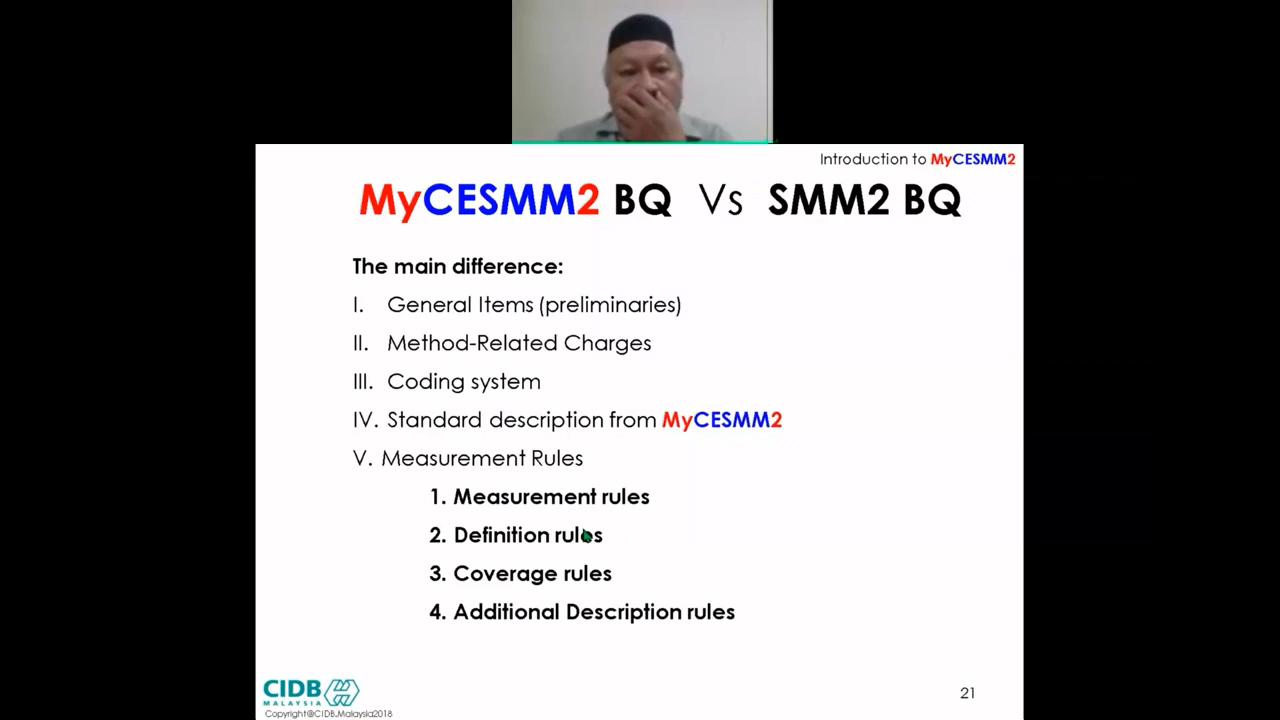 Introduction to MyCESMM2
MyCESMM2 BQ Vs SMM2 BQ
The main difference:
I. General Items (preliminaries)
II. Method-Related Charges
III. Coding system
IV. Standard description from MyCESMM2
V. Measurement Rules
1. Measurement rules
2. Definition rules
3. Coverage rules
4. Additional Description rules
CIDB
MALAYSIA
Copyright@CIDB.Malaysia2018
21